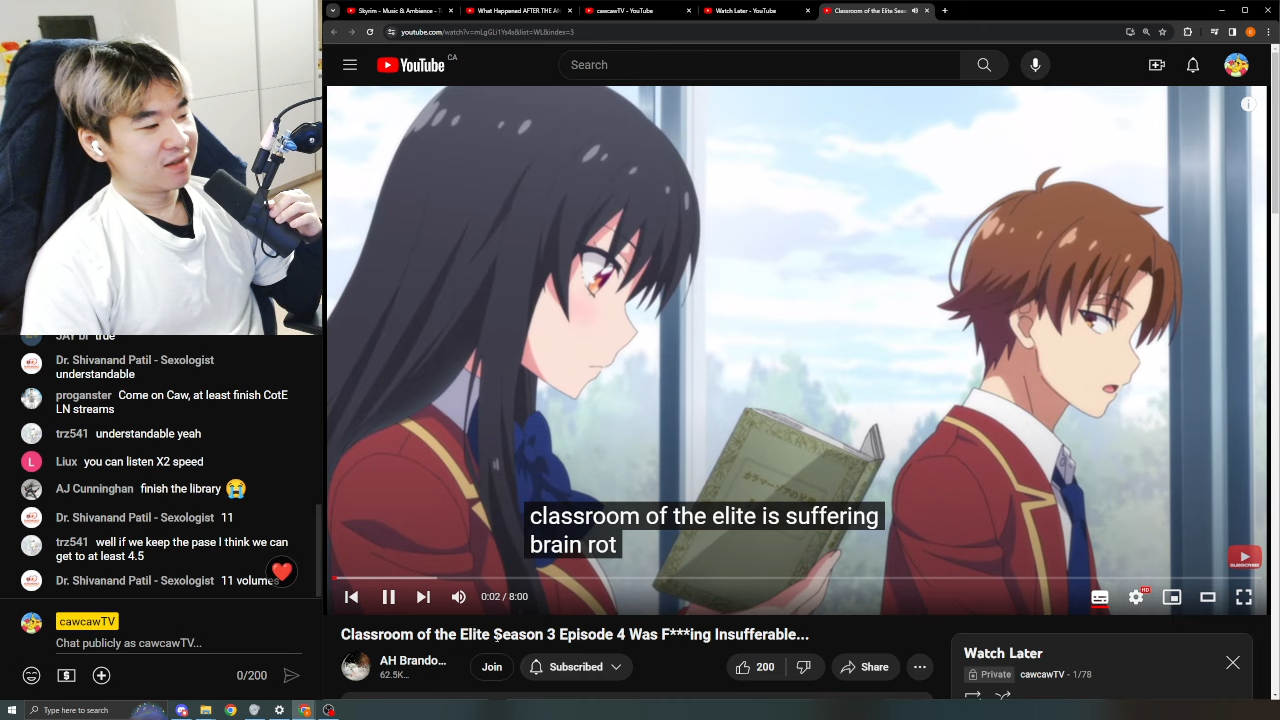 Skyrim - Music & Ambience - T
What Happened AFTER THE AN
cawcawTV - YouTube
Watch Later - YouTube
Classroom of the Elite Seas
youtube.com/watch?v=mLgGLi1Ys4s&list=WL&index=3
YouTube CA
Search
classroom of the elite is suffering
brain rot
0:02 / 8:00
HD
SUBSCRIBE
Classroom of the Elite Season 3 Episode 4 Was F***ing Insufferable...
AH Brando...
62.5K...
Join
Subscribed
200
Share
Watch Later
Private
cawcawTV - 1/78
true
Dr. Shivanand Patil - Sexologist
understandable
proganster Come on Caw, at least finish CotE
LN streams
trz541 understandable yeah
L
Liux you can listen X2 speed
AJ Cunninghan finish the library 😭
Dr. Shivanand Patil - Sexologist 11
trz541 well if we keep the pase I think we can
get to at least 4.5
Dr. Shivanand Patil - Sexologist 11 volumes
cawcawTV
Chat publicly as cawcawTV...
0/200
Type here to search